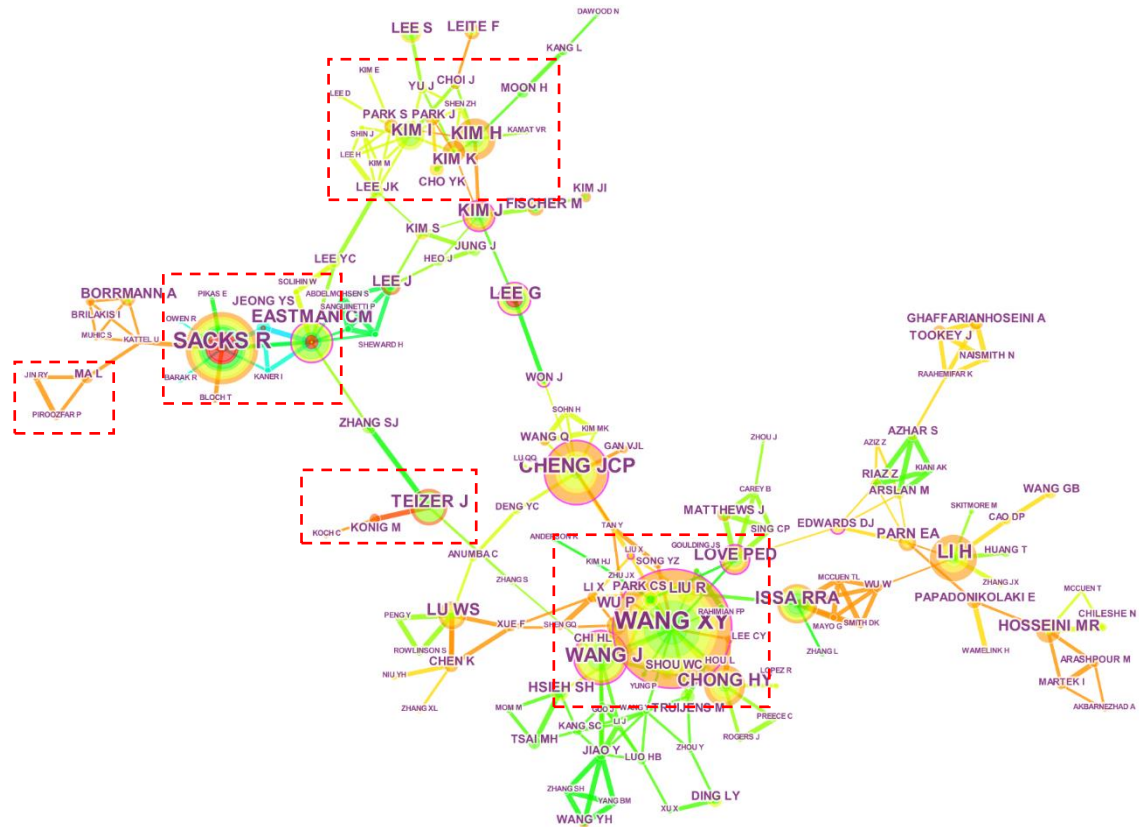 DAWOOD N
LEE S
LEITE F
KANG L
KIM E
YU J
CHOI J
MOON H
LEE D
SHEN ZH
PARK S
PARK J
KIM I
KIM H
KAMAT VR
SHIN J
LEE H
KIM M
KIM K
CHO YK
LEE JK
KIM JI
KIM J
FISCHER M
KIM S
JUNG J
HEO J
LEE YC
SOLIHIN W
LEE J
LEE G
BORRMANN A
BRILAKIS I
MUHIC S
KATTEL U
PIKAS E
JEONG YS
ABDELMOHSEN S
SANGUINETTI P
OWEN R
EASTMAN CM
SACKS R
SHEWARD H
BARAK R
KANER I
BLOCH T
JIN RY
MA L
PIROOZFAR P
WON J
GHAFFARIANHOSEINI A
TOOKEY J
NAISMITH N
RAAHEMIFAR K
ZHANG SJ
SOHN H
KIM MK
WANG Q
GAN VJL
LU QQ
CHENG JCP
ZHOU J
AZIZ Z
AZHAR S
RIAZ Z
KIANI AK
ARSLAN M
CAREY B
MATTHEWS J
SING CP
SKITMORE M
WANG GB
CAO DP
TEIZER J
KONIG M
KOCH C
DENG YC
TAN Y
EDWARDS DJ
PARN EA
LI H
HUANG T
ZHANG JX
ANUMBA C
ANDERSON R
KIM HJ
LIU X
SONG YZ
GOULDING JS
LOVE PED
ZHANG S
ZHU JX
LI X
PARK CS
LIU R
WU P
RAHIMIAN FP
ISSA RRA
MCCUEN TL
WU W
MAYO G
SMITH DK
PAPADONIKOLAKI E
MCCUEN T
CHILESHE N
HOSSEINI MR
WAMELINK H
ARASHPOUR M
MARTEK I
AKBARNEZHAD A
LU WS
PENG Y
ROWLINSON S
XUE F
SHEN GQ
CHEN K
NIU YH
ZHANG XL
WANG XY
CHI HL
LEE CY
WANG J
SHOU WC
HOU L
ZHANG L
CHONG HY
LOPEZ R
HSIEH SH
YUNG P
TRUIJENS M
MOM M
GUO J
WANG Y
KANG SC
LI J
PREECE C
ROGERS J
TSAI MH
JIAO Y
LUO HB
ZHOU Y
ZHANG SH
YANG BM
WANG YH
XU X
DING LY